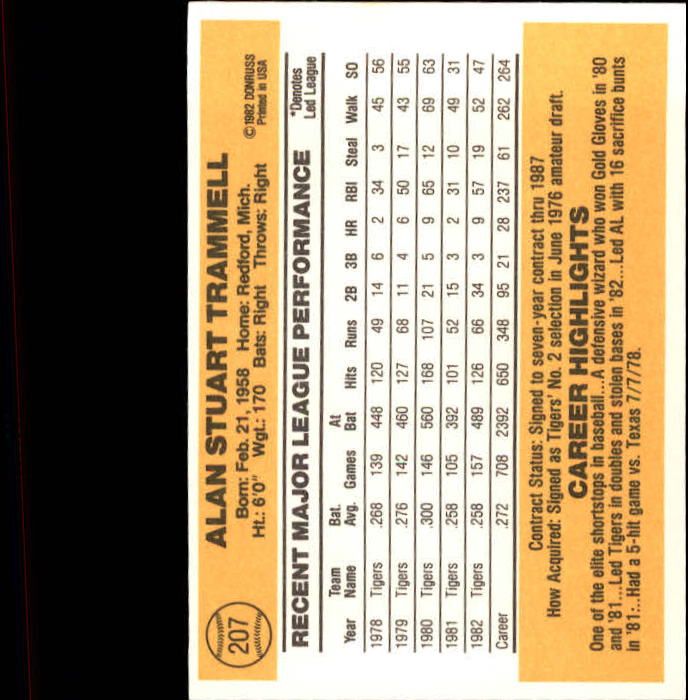 207
ALAN STUART TRAMMELL
Born: Feb. 21, 1958 Home: Redford, Mich.
Ht.: 6'0" Wgt.: 170 Bats: Right Throws: Right
©1982 DONRUSS
Printed in USA
RECENT MAJOR LEAGUE PERFORMANCE
*Denotes
Led League
Year Team Name Bat. Avg. Games At Bat Hits Runs 2B 3B HR RBI Steal Walk SO
1978 Tigers .268 139 448 120 49 14 6 2 34 3 45 56
1979 Tigers .276 142 460 127 68 11 4 6 50 17 43 55
1980 Tigers .300 146 560 168 107 21 5 9 65 12 69 63
1981 Tigers .258 105 392 101 52 15 3 2 31 10 49 31
1982 Tigers .258 157 489 126 66 34 3 9 57 19 52 47
Career .272 708 2392 650 348 95 21 28 237 61 262 264
Contract Status: Signed to seven-year contract thru 1987
How Acquired: Signed as Tigers' No. 2 selection in June 1976 amateur draft.
CAREER HIGHLIGHTS
One of the elite shortstops in baseball...A defensive wizard who won Gold Gloves in '80
and '81...Led Tigers in doubles and stolen bases in '82...Led AL with 16 sacrifice bunts
in '81...Had a 5-hit game vs. Texas 7/7/78.